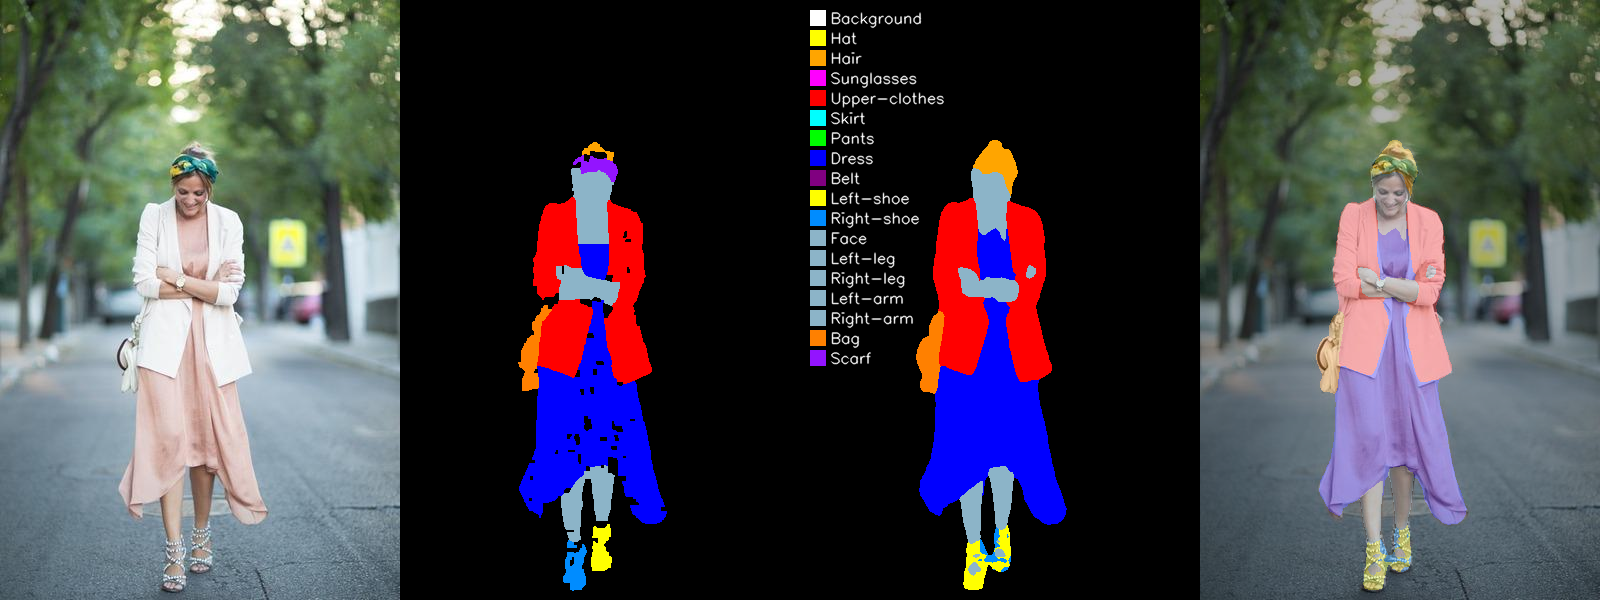 Background
Hat
Hair
Sunglasses
Upper-clothes
Skirt
Pants
Dress
Belt
Left-shoe
Right-shoe
Face
Left-leg
Right-leg
Left-arm
Right-arm
Bag
Scarf